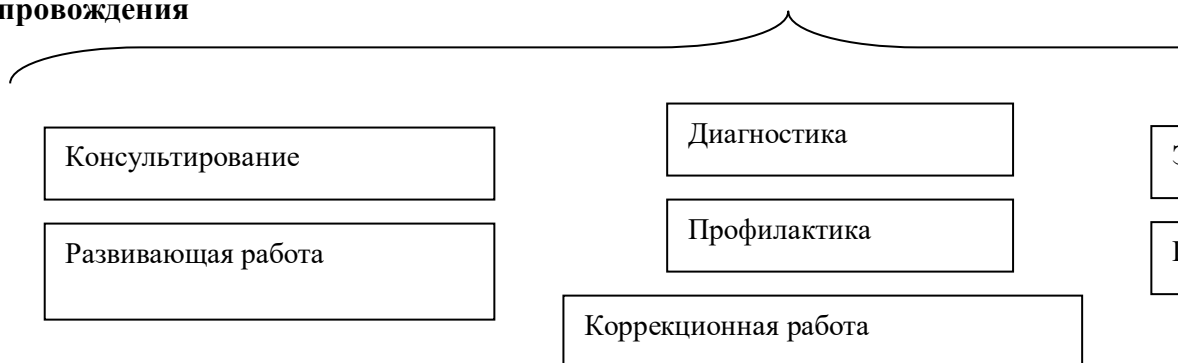 провождения
Консультирование
Развивающая работа
Диагностика
Профилактика
Коррекционная работа